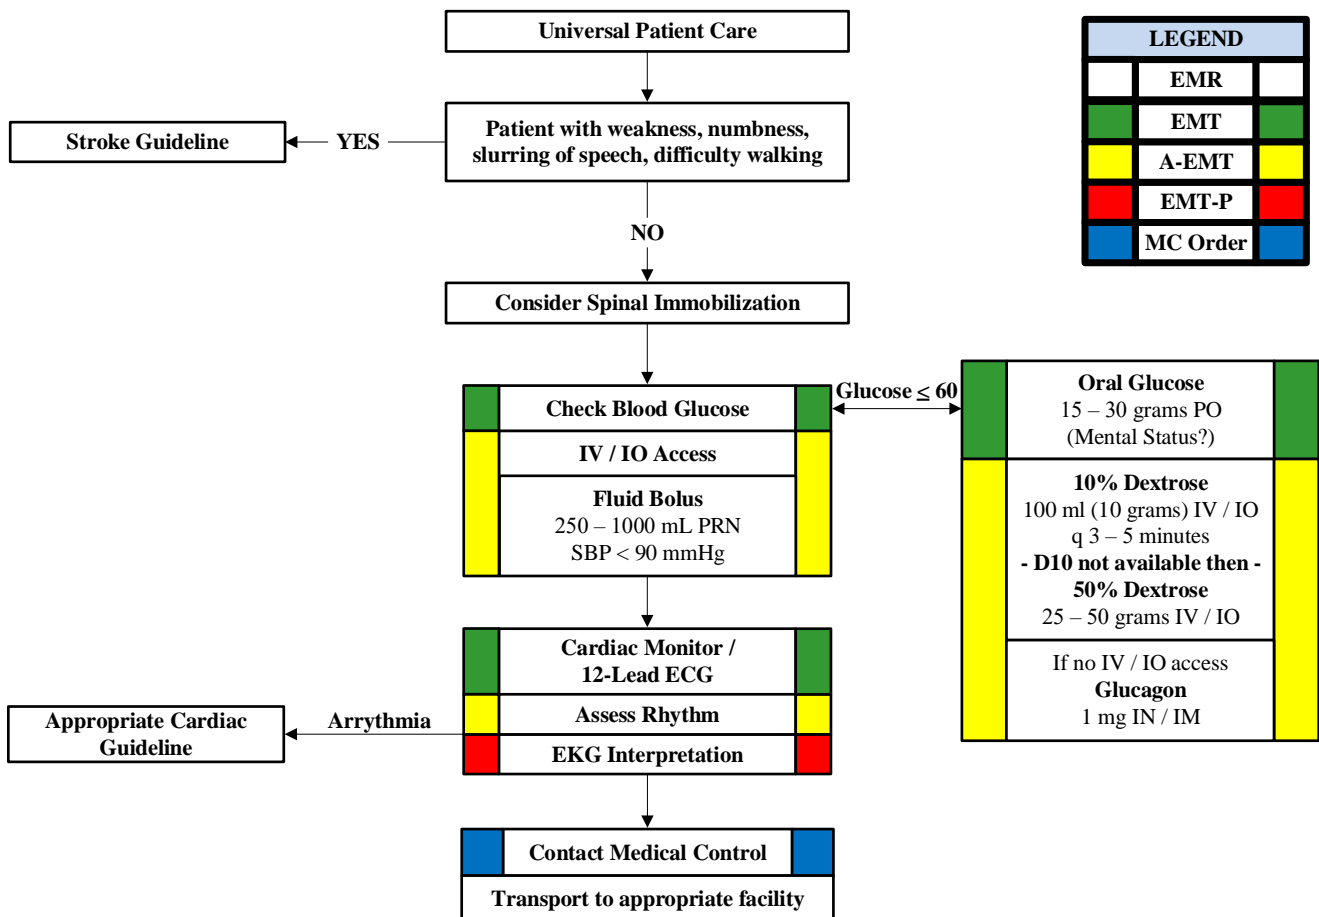 Universal Patient Care
LEGEND
EMR
EMT
A-EMT
EMT-P
MC Order
Patient with weakness, numbness,
slurring of speech, difficulty walking
YES
Stroke Guideline
NO
Consider Spinal Immobilization
Check Blood Glucose
Glucose ≤ 60
Oral Glucose
15 – 30 grams PO
(Mental Status?)
10% Dextrose
100 ml (10 grams) IV / IO
q 3 – 5 minutes
- D10 not available then -
50% Dextrose
25 – 50 grams IV / IO
If no IV / IO access
Glucagon
1 mg IN / IM
IV / IO Access
Fluid Bolus
250 – 1000 mL PRN
SBP < 90 mmHg
Cardiac Monitor /
12-Lead ECG
Assess Rhythm
EKG Interpretation
Arrythmia
Appropriate Cardiac
Guideline
Contact Medical Control
Transport to appropriate facility